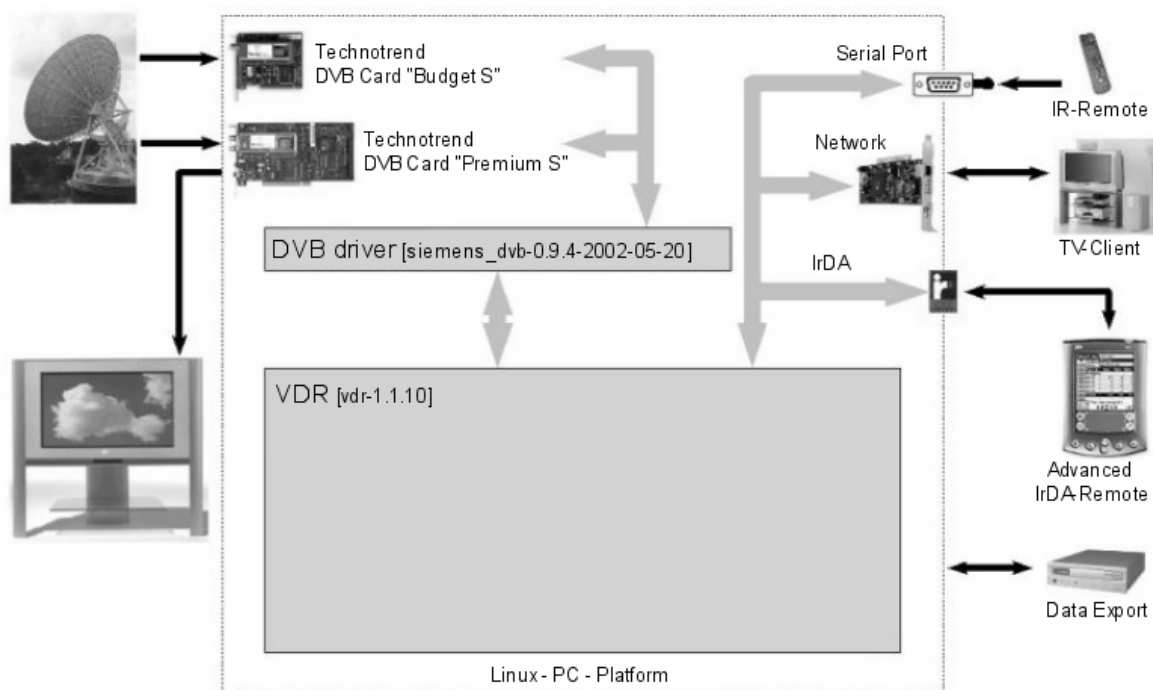 Technotrend
DVB Card "Budget S"
Technotrend
DVB Card "Premium S"
Serial Port
IR-Remote
Network
TV-Client
DVB driver [siemens_dvb-0.9.4-2002-05-20]
IrDA
VDR [vdr-1.1.10]
Advanced
IrDA-Remote
Data Export
Linux - PC - Platform